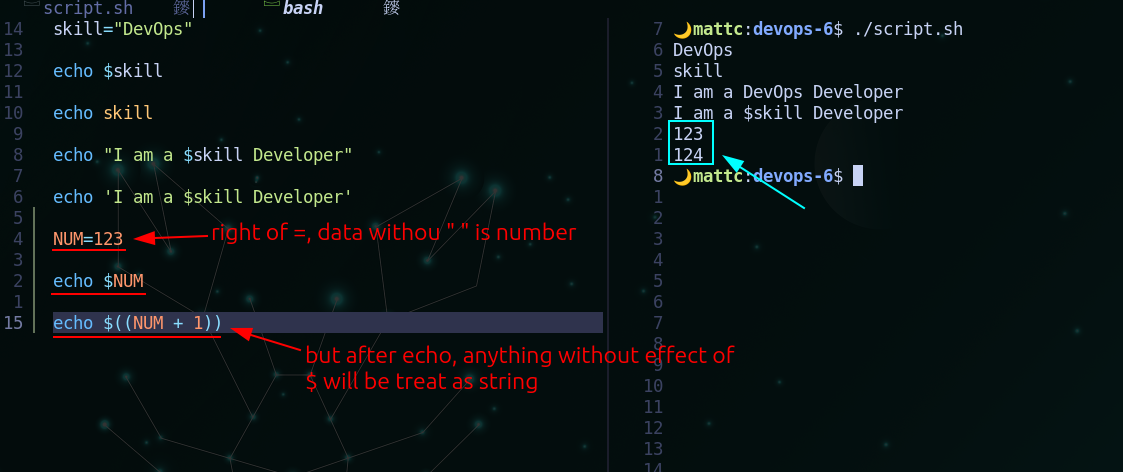 script.sh 鎫
bash 鎫
14 skill="DevOps"
13
12 echo $skill
11
10 echo skill
9
8 echo "I am a $skill Developer"
7
6 echo 'I am a $skill Developer'
5
4 NUM=123
right of =, data withou " " is number
3
2 echo $NUM
1
15 echo $((NUM + 1))
but after echo, anything without effect of
$ will be treat as string
7 🌙mattc:devops-6$ ./script.sh
6 DevOps
5 skill
4 I am a DevOps Developer
3 I am a $skill Developer
2 123
1 124
8 🌙mattc:devops-6$
1
2
3
4
5
6
7
8
9
10
11
12
13
14